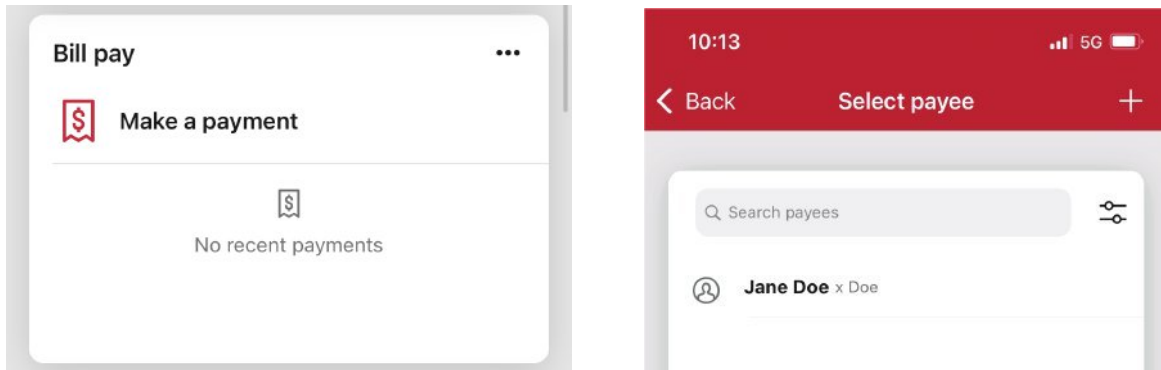 Bill pay
Make a payment
No recent payments
10:13
5G
Back
Select payee
Search payees
Jane Doe x Doe